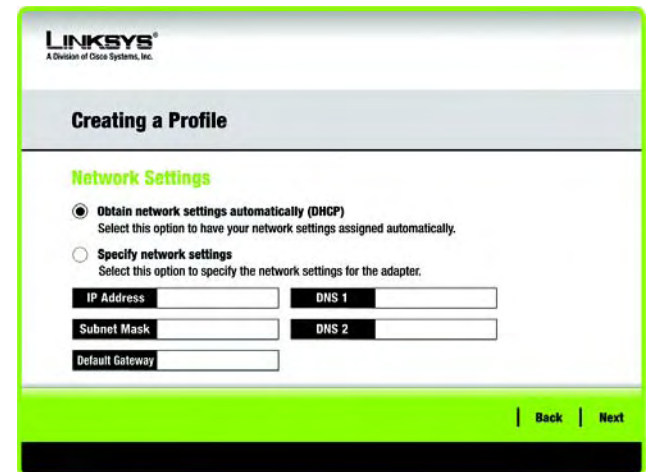 LINKSYS®
A Division of Cisco Systems, Inc.
Creating a Profile
Network Settings
Obtain network settings automatically (DHCP)
Select this option to have your network settings assigned automatically.
Specify network settings
Select this option to specify the network settings for the adapter.
IP Address
DNS 1
Subnet Mask
DNS 2
Default Gateway
Back
Next